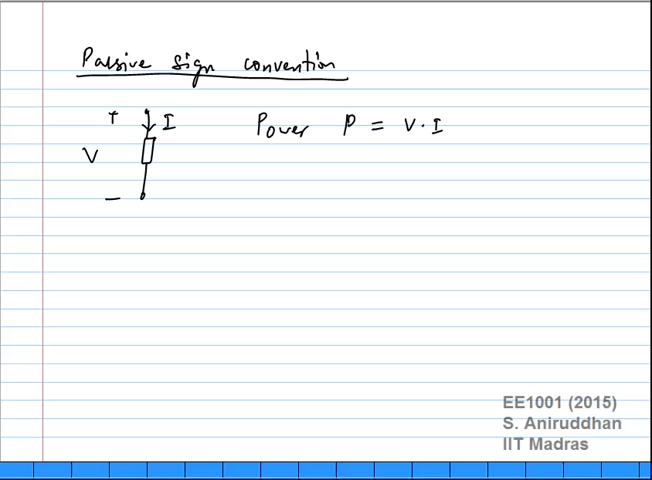 Passive sign convention
+ I Power P = V·I
V
−
EE1001 (2015)
S. Aniruddhan
IIT Madras